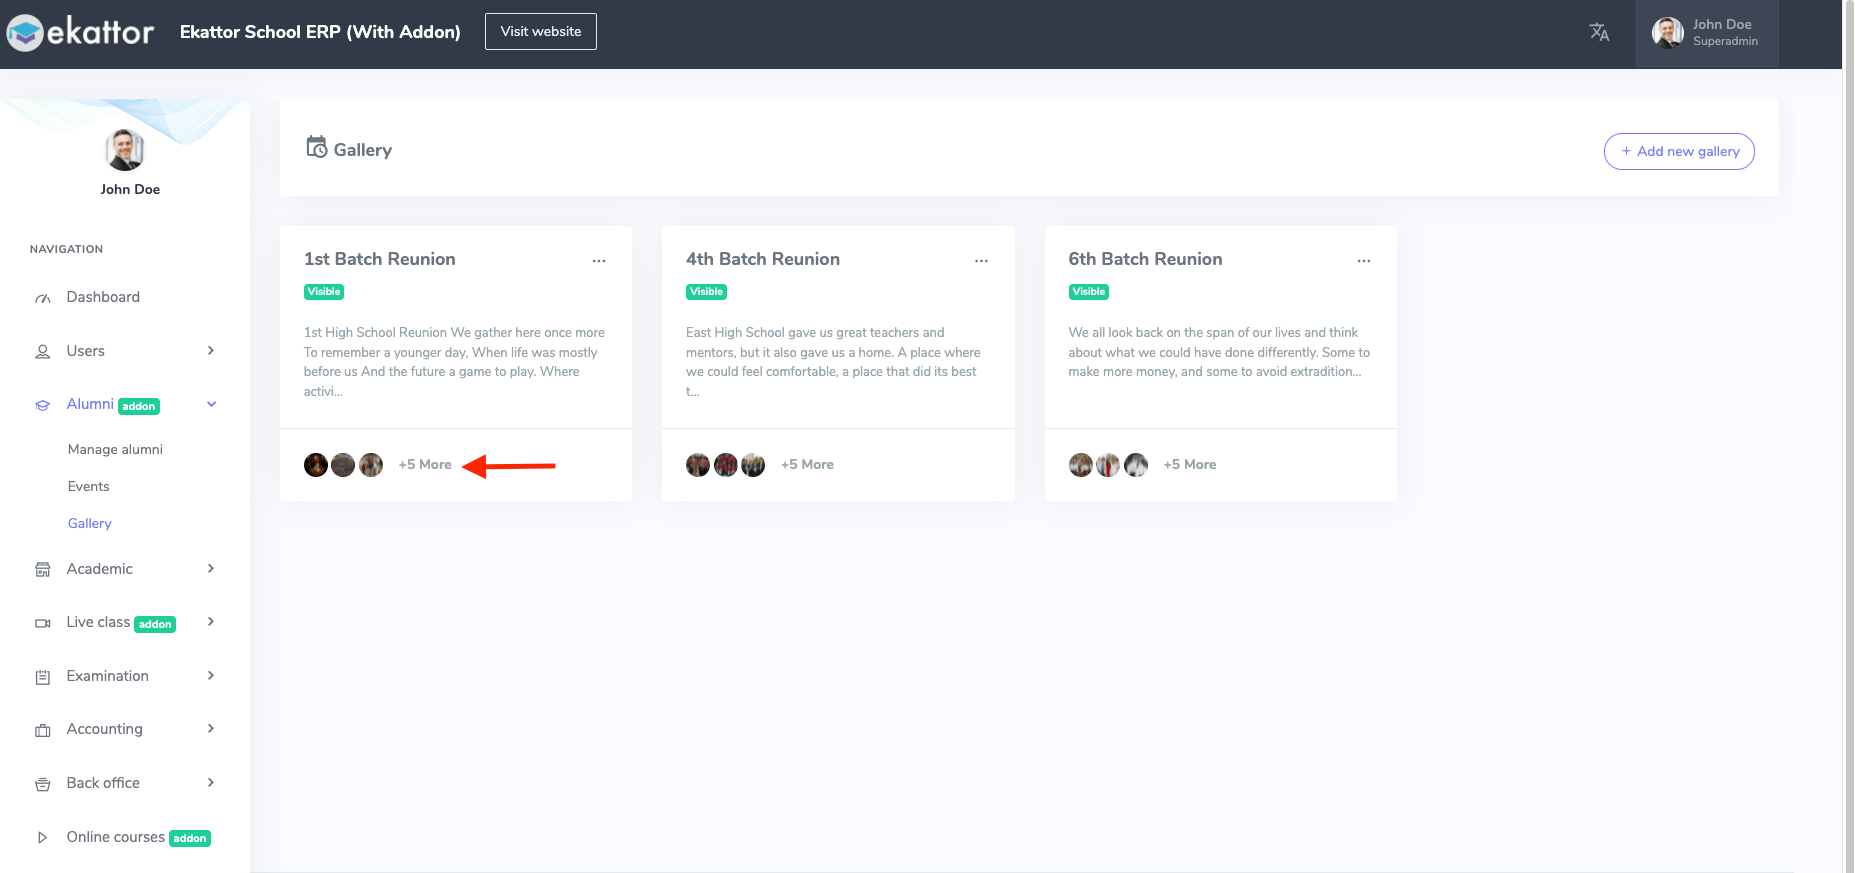 ekattor
Ekattor School ERP (With Addon)
Visit website
John Doe
Superadmin
John Doe
NAVIGATION
Dashboard
Users
Alumni addon
Manage alumni
Events
Gallery
Academic
Live class addon
Examination
Accounting
Back office
Online courses addon
Gallery
+ Add new gallery
1st Batch Reunion
...
Visible
1st High School Reunion We gather here once more
To remember a younger day, When life was mostly
before us And the future a game to play. Where
activi...
+5 More
4th Batch Reunion
...
Visible
East High School gave us great teachers and
mentors, but it also gave us a home. A place where
we could feel comfortable, a place that did its best
t...
+5 More
6th Batch Reunion
...
Visible
We all look back on the span of our lives and think
about what we could have done differently. Some to
make more money, and some to avoid extradition...
+5 More